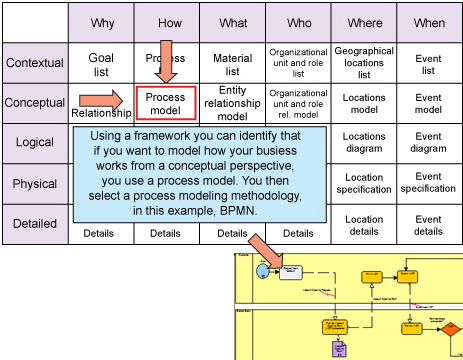 Why How What Who Where When
Contextual Goal list Process Material list Organizational unit and role list Geographical locations list Event list
Conceptual Relationship Process model Entity relationship model Organizational unit and role rel. model Locations model Event model
Logical Locations diagram Event diagram
Physical Location specification Event specification
Detailed Details Details Details Details Location details Event details
Using a framework you can identify that
if you want to model how your business
works from a conceptual perspective,
you use a process model. You then
select a process modeling methodology,
in this example, BPMN.